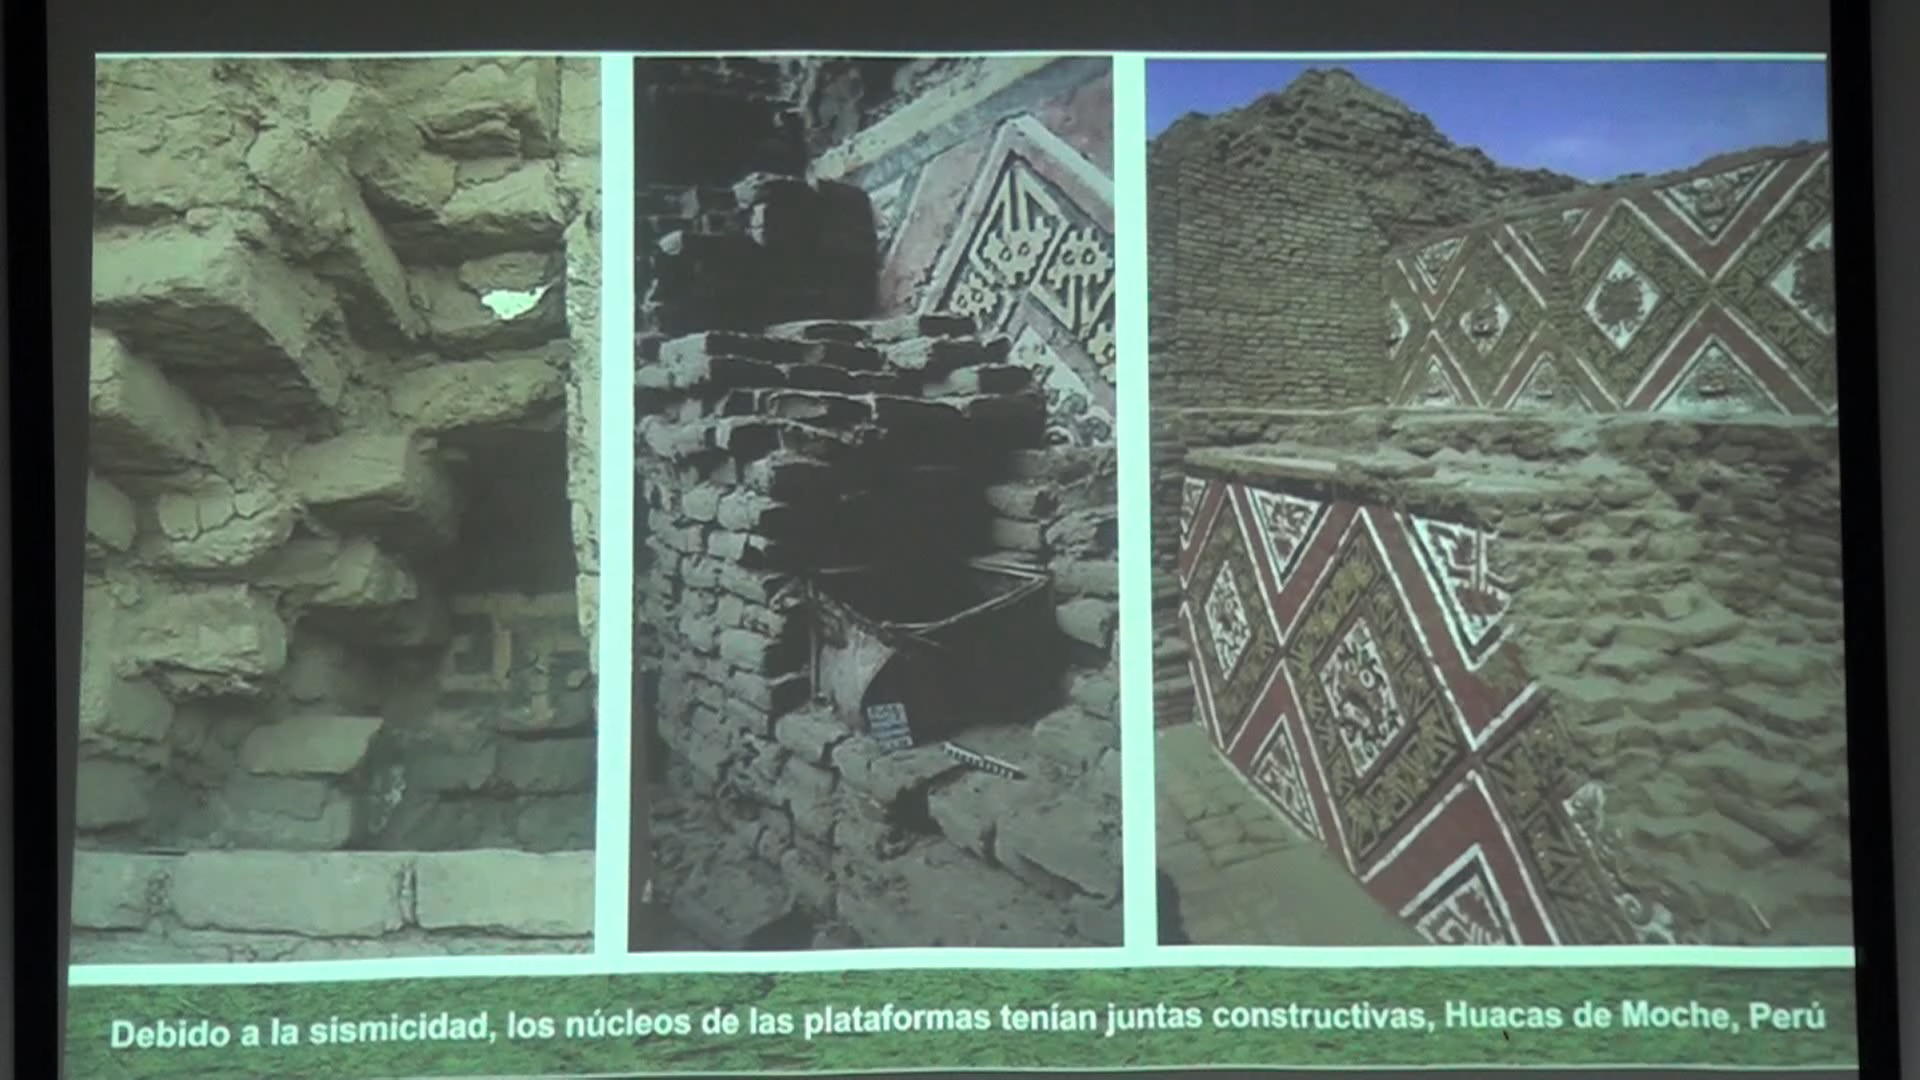 Debido a la sismicidad, los núcleos de las plataformas tenían juntas constructivas, Huacas de Moche, Perú